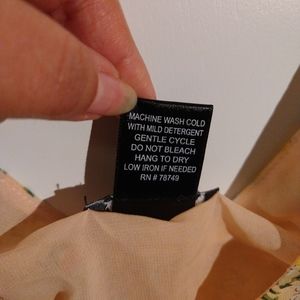 MACHINE WASH COLD
WITH MILD DETERGENT
GENTLE CYCLE
DO NOT BLEACH
HANG TO DRY
LOW IRON IF NEEDED
RN # 78749